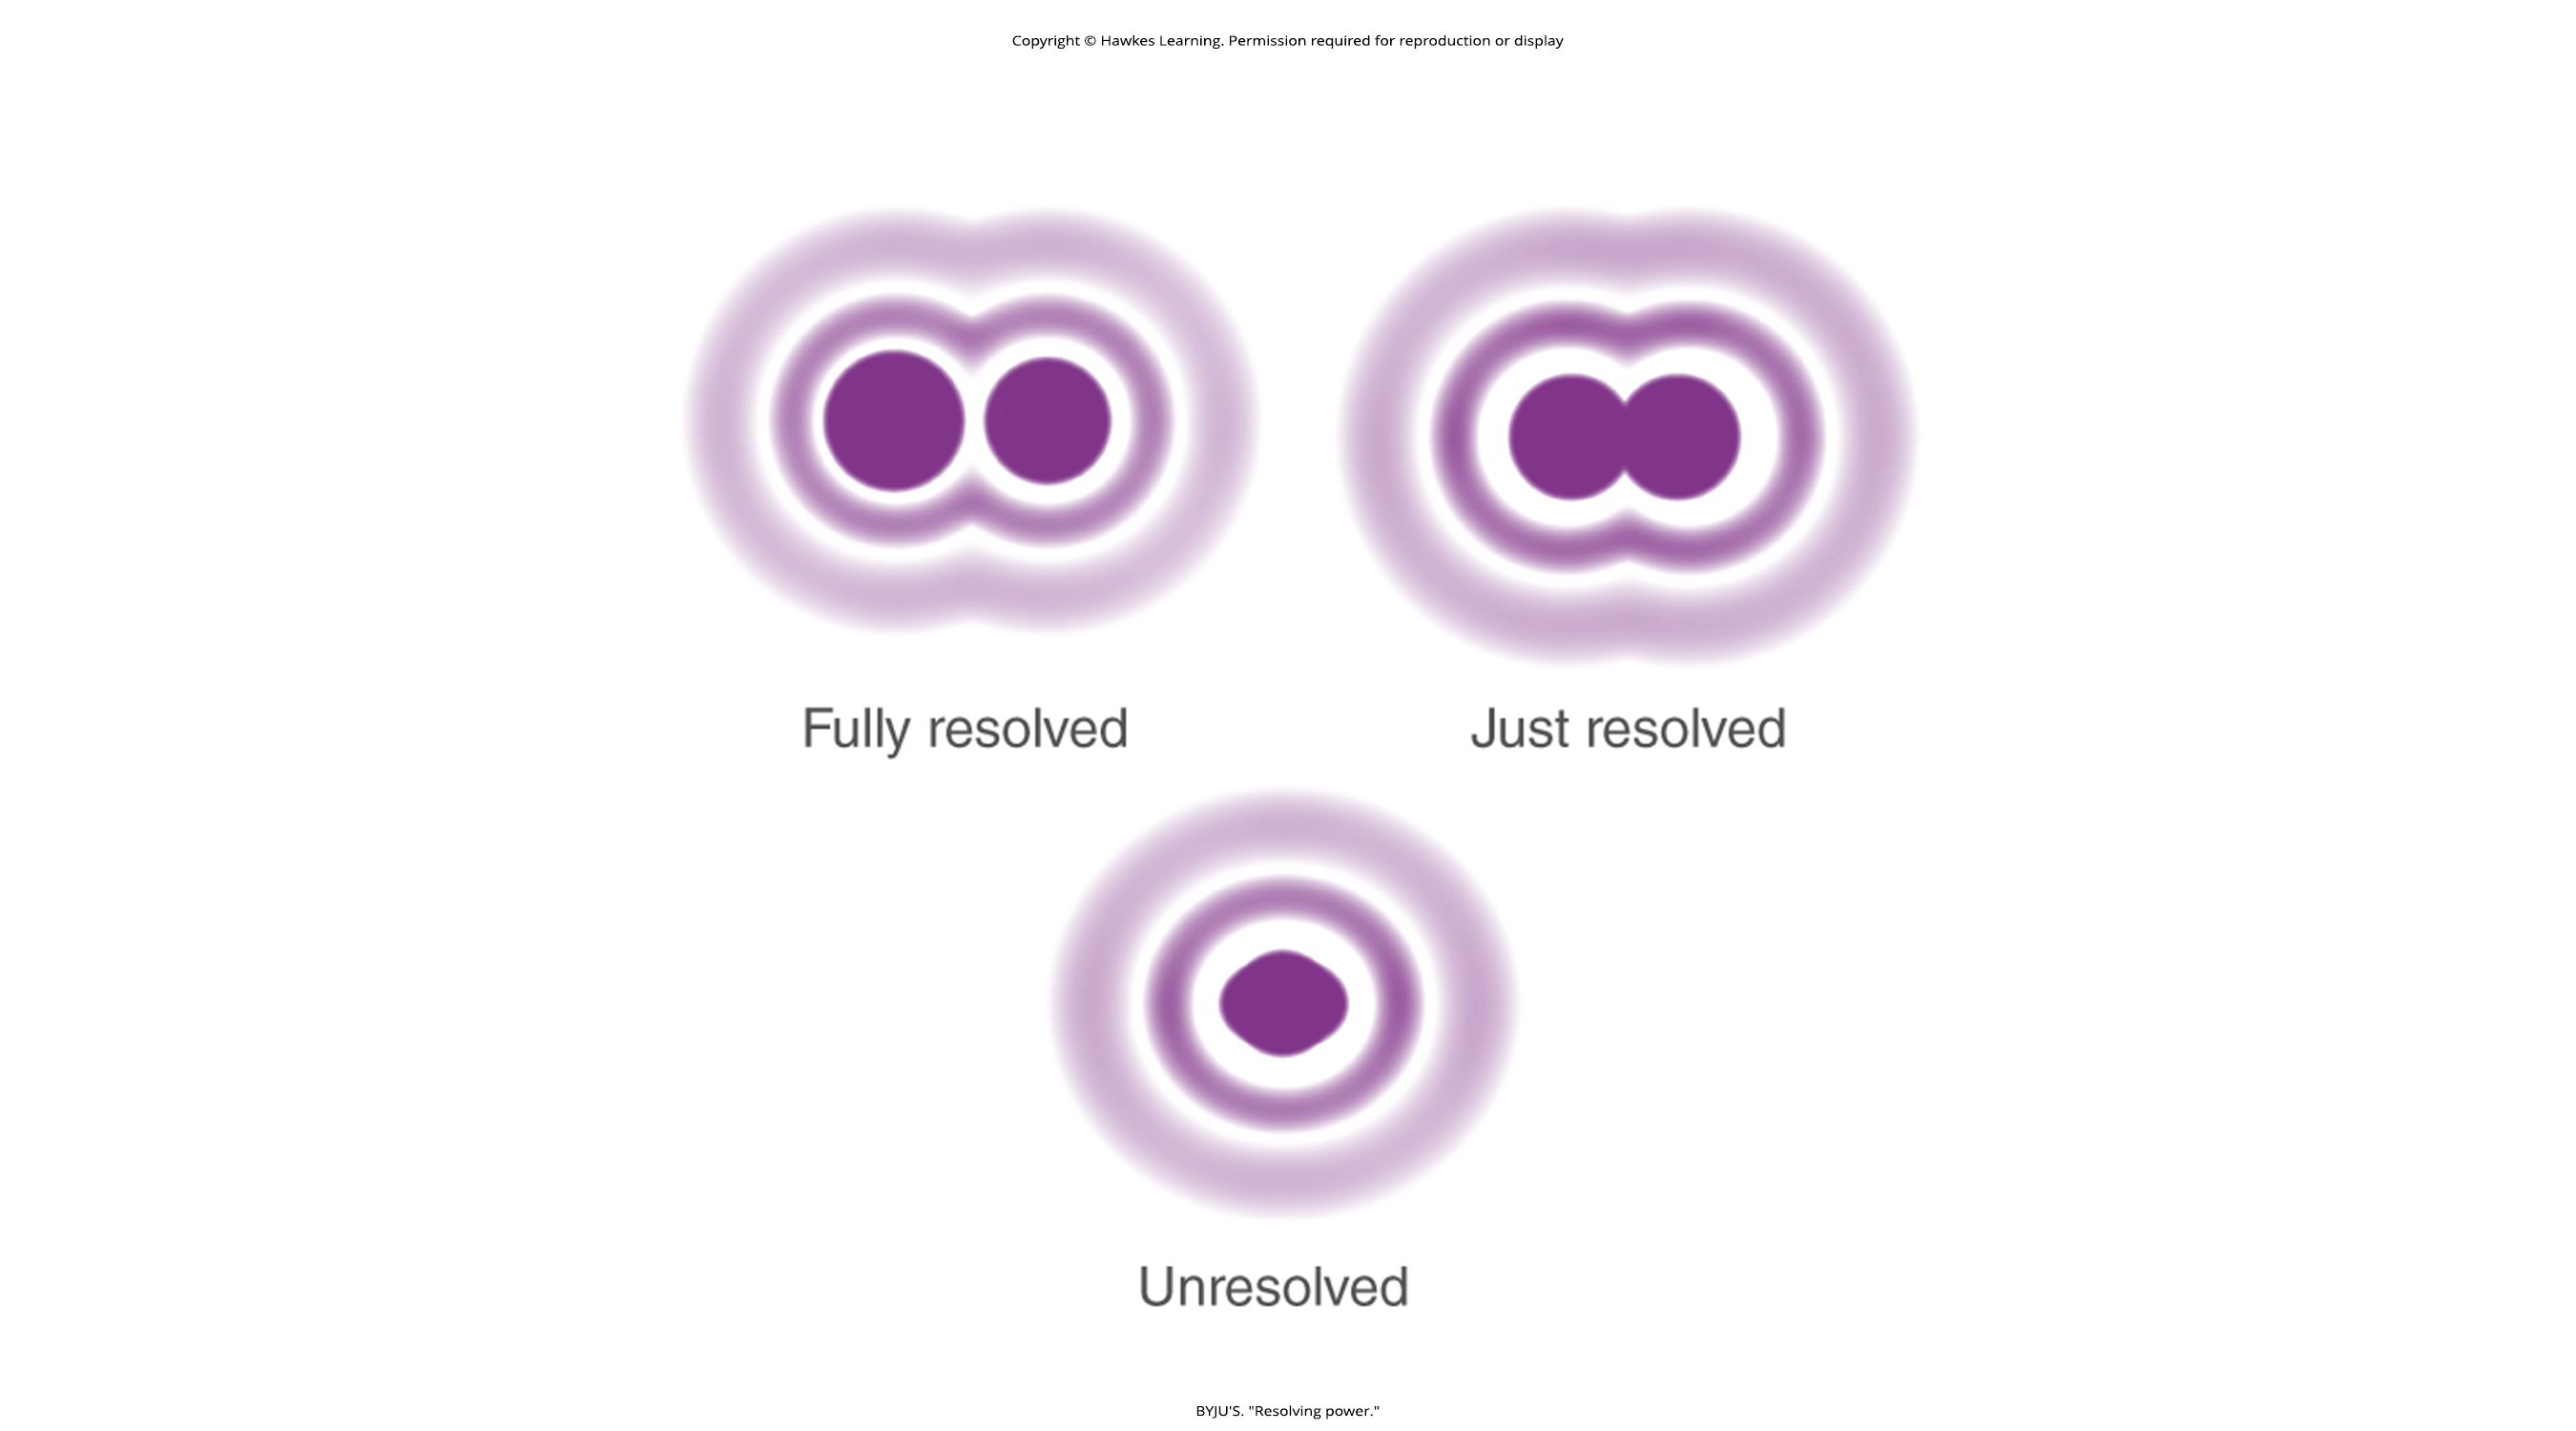 Copyright © Hawkes Learning. Permission required for reproduction or display
Fully resolved
Just resolved
Unresolved
BYJU'S. "Resolving power."